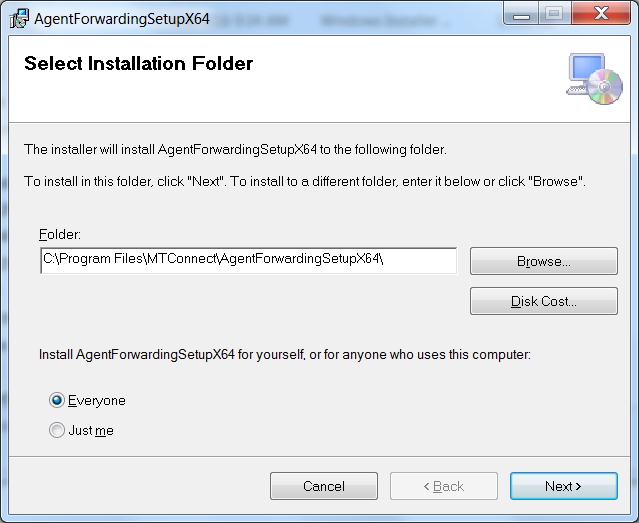 AgentForwardingSetupX64
Select Installation Folder
The installer will install AgentForwardingSetupX64 to the following folder.
To install in this folder, click "Next". To install to a different folder, enter it below or click "Browse".
Folder:
C:\Program Files\MTConnect\AgentForwardingSetupX64\
Browse...
Disk Cost...
Install AgentForwardingSetupX64 for yourself, or for anyone who uses this computer:
Everyone
Just me
Cancel
< Back
Next >